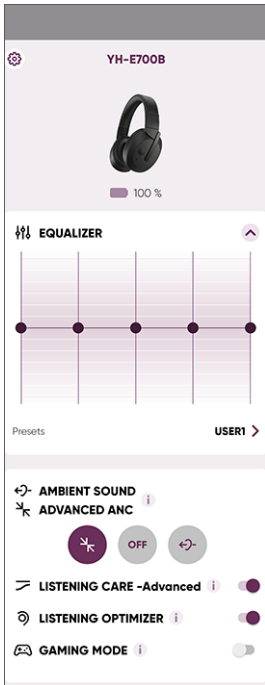 YH-E700B
100 %
EQUALIZER
Presets USER1
AMBIENT SOUND
ADVANCED ANC
i
OFF
LISTENING CARE -Advanced i
LISTENING OPTIMIZER i
GAMING MODE i